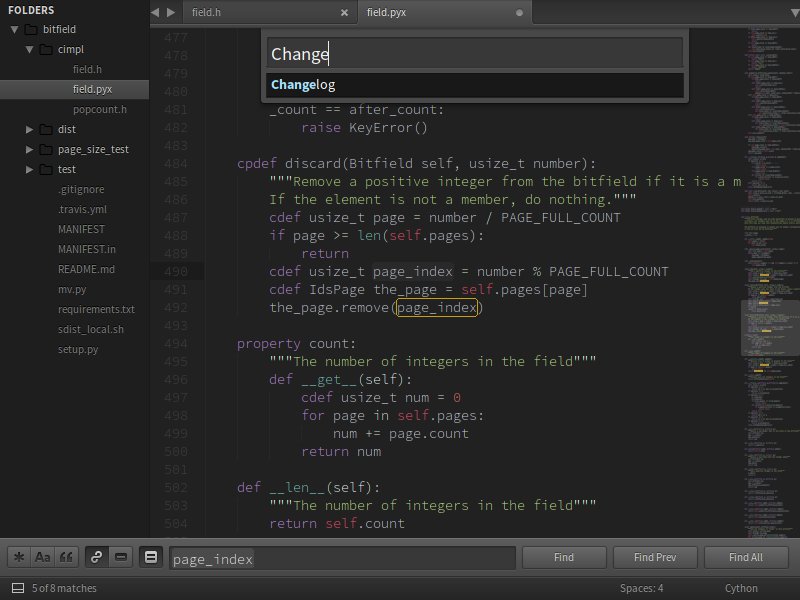 FOLDERS
bitfield
cimpl
field.h
field.pyx
popcount.h
dist
page_size_test
test
.gitignore
.travis.yml
MANIFEST
MANIFEST.in
README.md
mv.py
requirements.txt
sdist_local.sh
setup.py
field.h
field.pyx
Change
Changelog
477
478
479
480
481 _count == after_count:
482 raise KeyError()
483
484 cpdef discard(Bitfield self, usize_t number):
485 """Remove a positive integer from the bitfield if it is a m
486 If the element is not a member, do nothing."""
487 cdef usize_t page = number / PAGE_FULL_COUNT
488 if page >= len(self.pages):
489 return
490 cdef usize_t page_index = number % PAGE_FULL_COUNT
491 cdef IdsPage the_page = self.pages[page]
492 the_page.remove(page_index)
493
494 property count:
495 """The number of integers in the field"""
496 def __get__(self):
497 cdef usize_t num = 0
498 for page in self.pages:
499 num += page.count
500 return num
501
502 def __len__(self):
503 """The number of integers in the field"""
504 return self.count
Aa
page_index
Find
Find Prev
Find All
5 of 8 matches
Spaces: 4
Cython